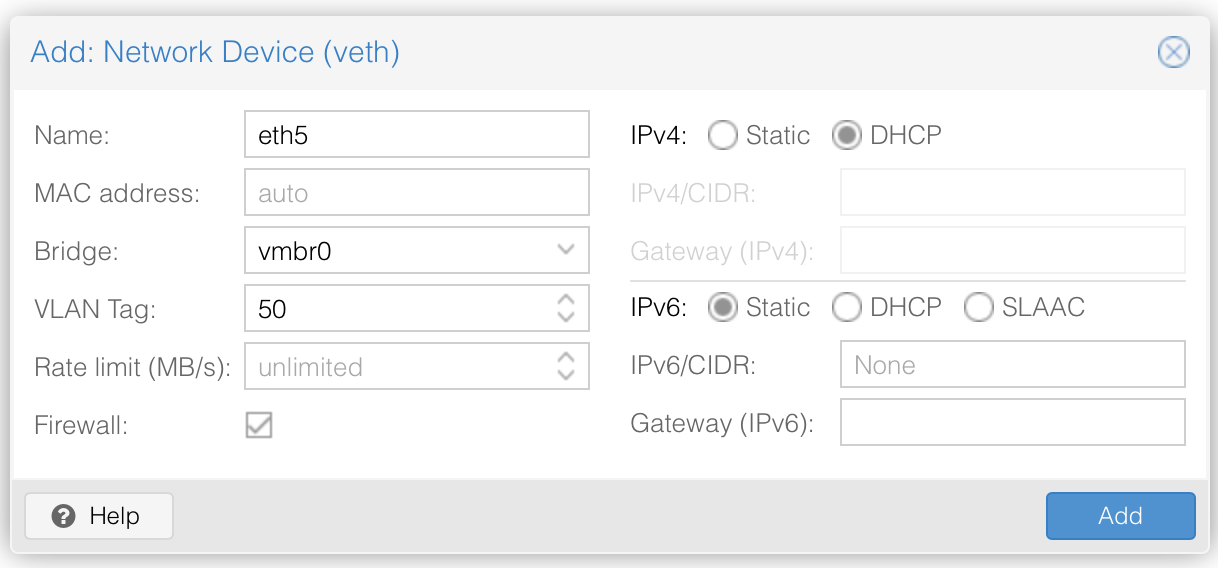 Add: Network Device (veth)
Name: eth5
MAC address: auto
Bridge: vmbr0
VLAN Tag: 50
Rate limit (MB/s): unlimited
Firewall:
IPv4: Static DHCP
IPv4/CIDR:
Gateway (IPv4):
IPv6: Static DHCP SLAAC
IPv6/CIDR: None
Gateway (IPv6):
? Help
Add